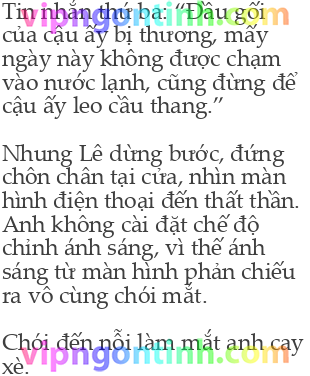 Tin nhắn thứ ba: “Đầu gối
của cậu ấy bị thương, mấy
ngày này không được chạm
vào nước lạnh, cũng đừng để
cậu ấy leo cầu thang.”
Nhung Lê dừng bước, đứng
chôn chân tại cửa, nhìn màn
hình điện thoại đến thất thần.
Anh không cài đặt chế độ
chỉnh ánh sáng, vì thế ánh
sáng từ màn hình phản chiếu
ra vô cùng chói mắt.
Chói đến nỗi làm mắt anh cay
xè.
vipngontinh.com
vipngontinh.com